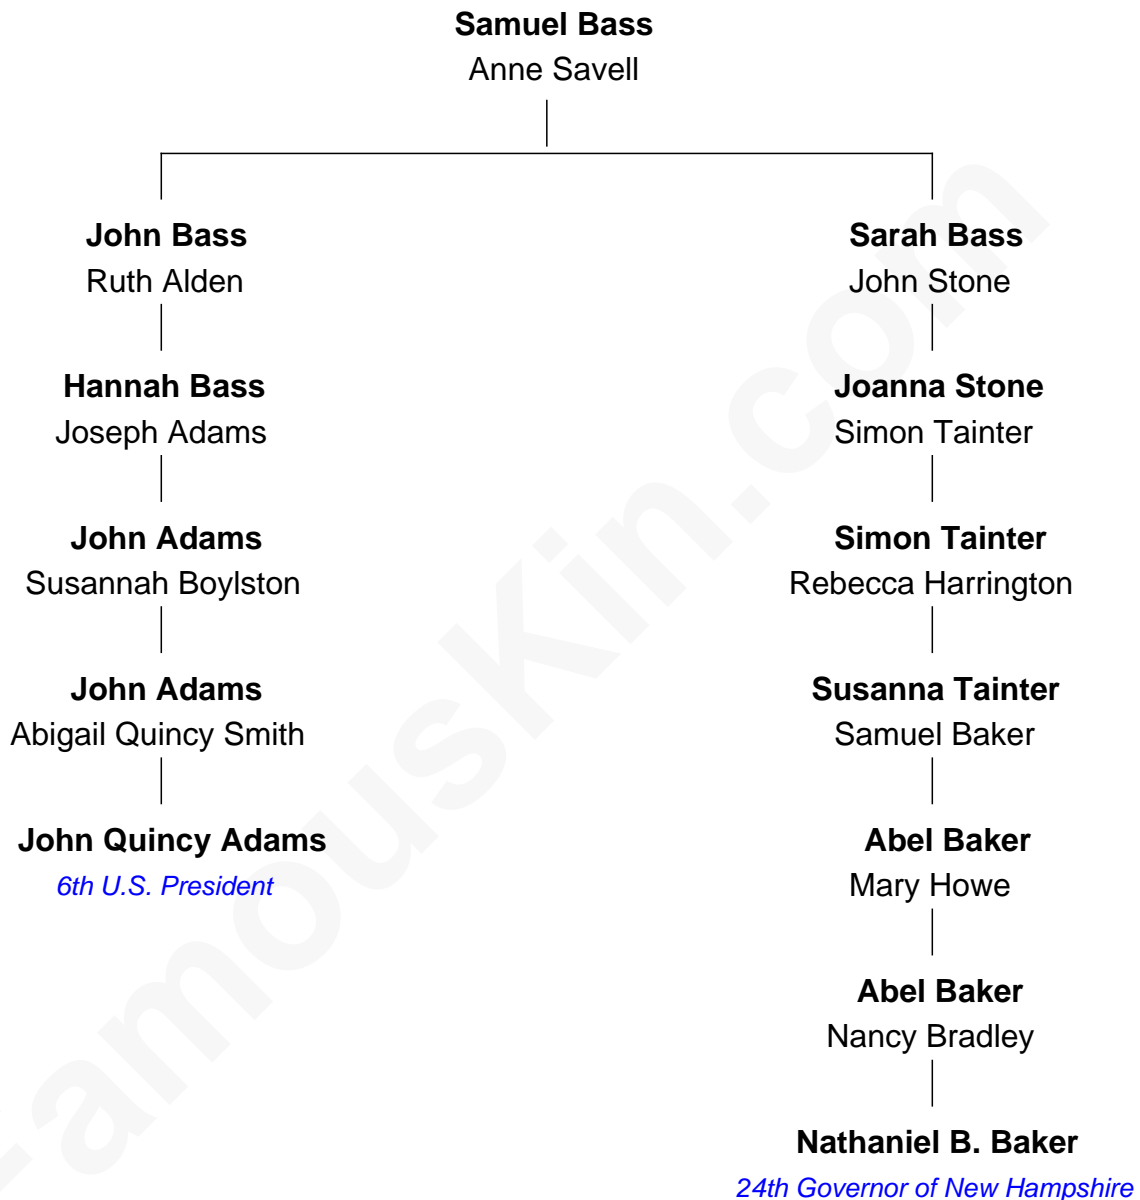 Samuel Bass
Anne Savell
John Bass
Ruth Alden
Sarah Bass
John Stone
Hannah Bass
Joseph Adams
Joanna Stone
Simon Tainter
John Adams
Susannah Boylston
Simon Tainter
Rebecca Harrington
John Adams
Abigail Quincy Smith
Susanna Tainter
Samuel Baker
John Quincy Adams
6th U.S. President
Abel Baker
Mary Howe
Abel Baker
Nancy Bradley
Nathaniel B. Baker
24th Governor of New Hampshire
FamousKin.com